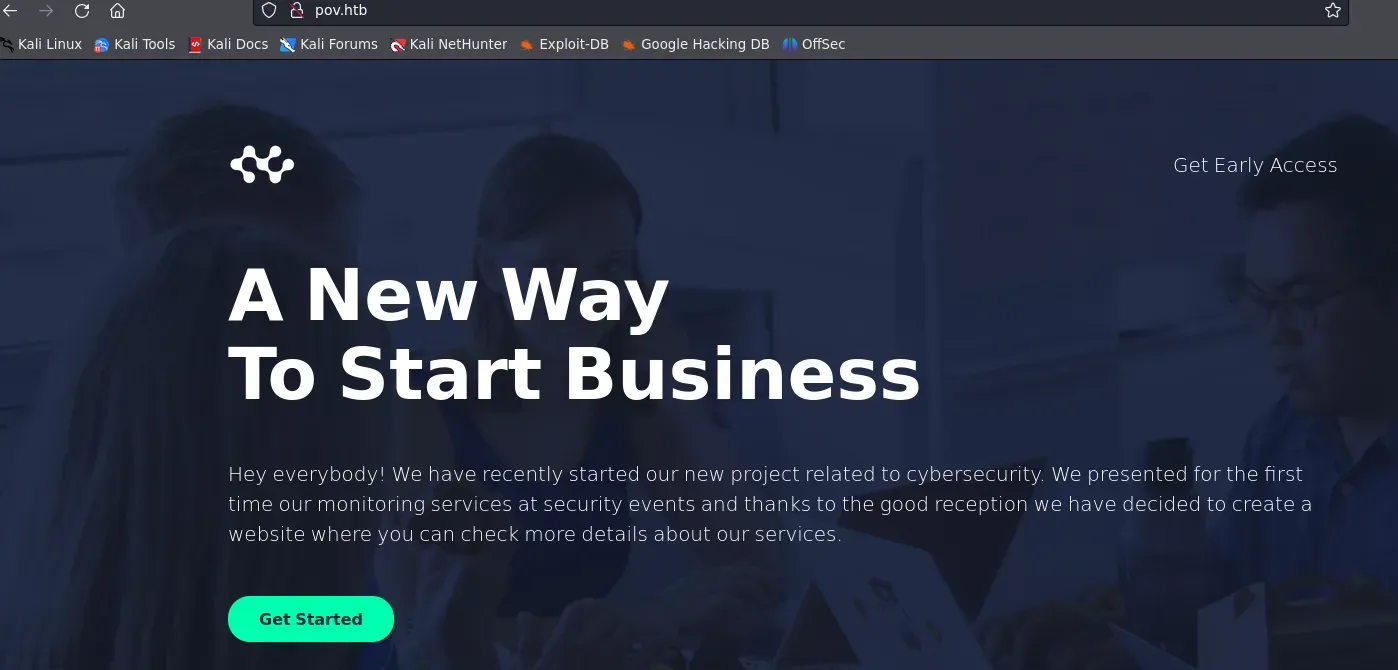 pov.htb
Kali Linux Kali Tools Kali Docs Kali Forums Kali NetHunter Exploit-DB Google Hacking DB OffSec
Get Early Access
A New Way
To Start Business
Hey everybody! We have recently started our new project related to cybersecurity. We presented for the first
time our monitoring services at security events and thanks to the good reception we have decided to create a
website where you can check more details about our services.
Get Started